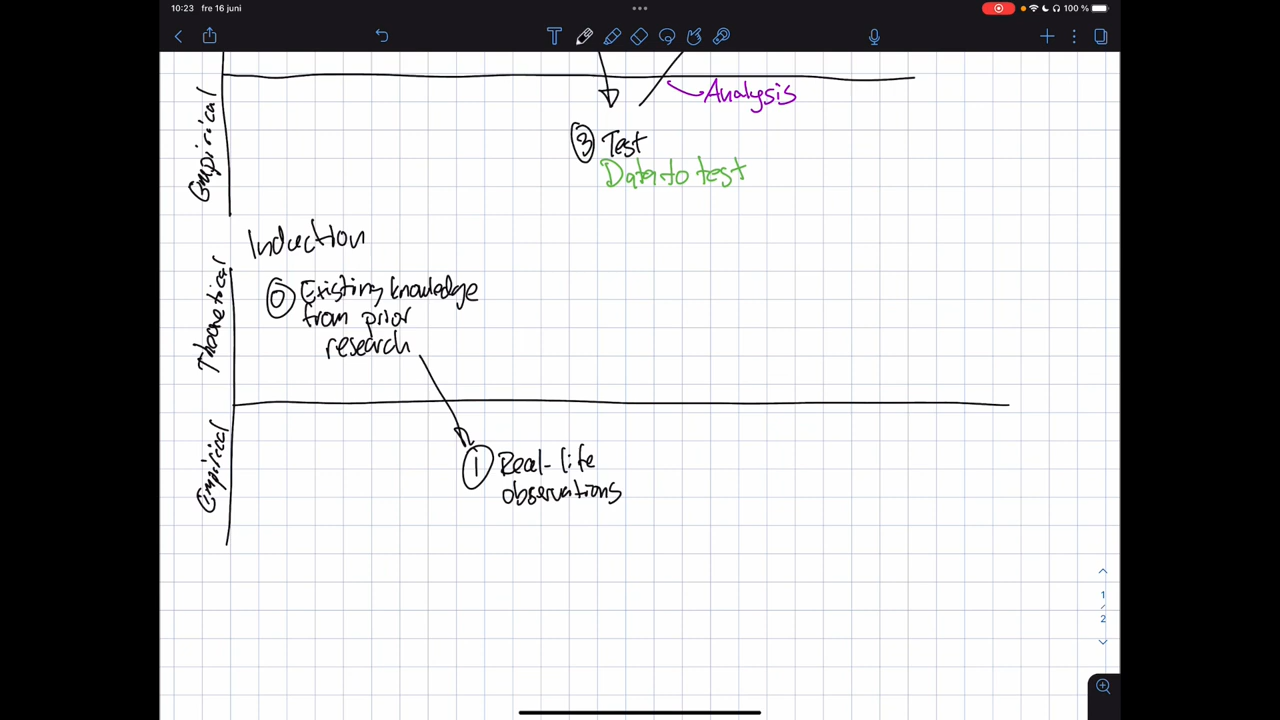 10:23 fre 16 juni
100 %
Empirical
Analysis
3 Test
Data to test
Induction
Thoretical
0 Existing knowledge
from prior
research
Empirical
1 Real-life
observations
1
/
2